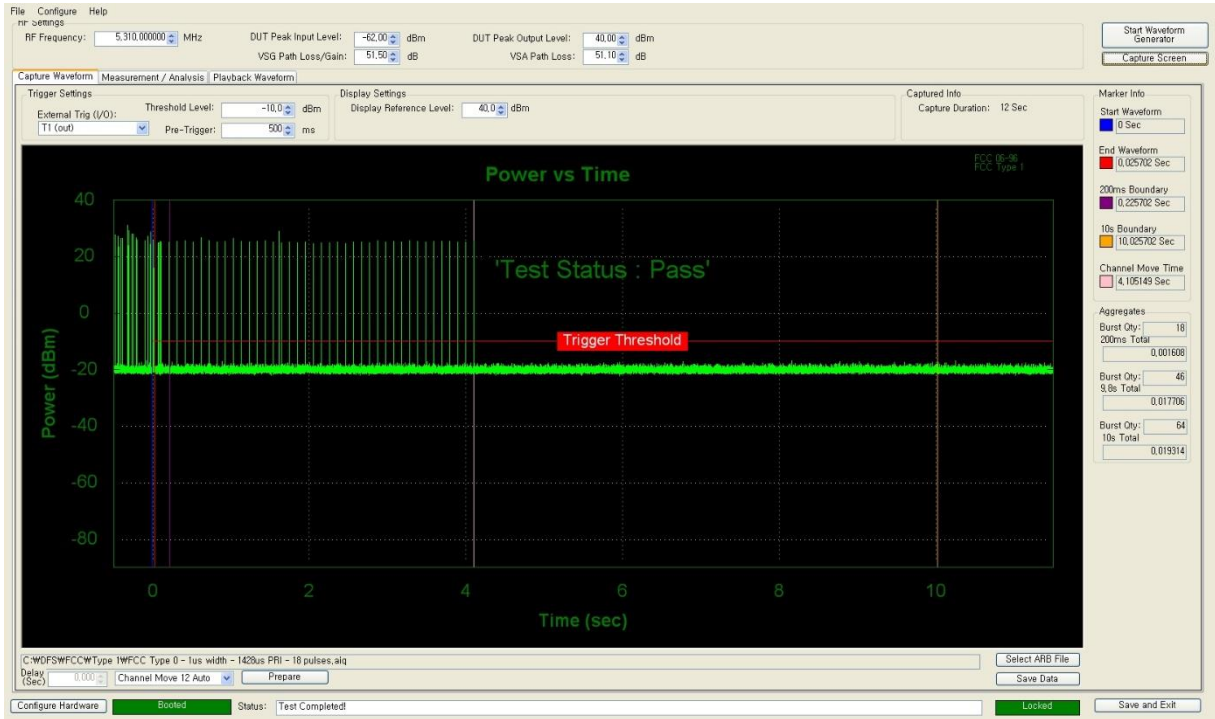 File Configure Help
RF Settings
RF Frequency: 5,310,000000 MHz DUT Peak Input Level: -62,00 dBm DUT Peak Output Level: 40,00 dBm
VSG Path Loss/Gain: 51,50 dB VSA Path Loss: 51,10 dB
Start Waveform Generator
Capture Screen
Capture Waveform Measurement / Analysis Playback Waveform
Trigger Settings
External Trig (I/O): Threshold Level: -10,0 dBm
T1 (out) Pre-Trigger: 500 ms
Display Settings
Display Reference Level: 40,0 dBm
Captured Info
Capture Duration: 12 Sec
Marker Info
Start Waveform
0 Sec
End Waveform
0,025702 Sec
200ms Boundary
0,225702 Sec
10s Boundary
10,025702 Sec
Channel Move Time
4,105149 Sec
Aggregates
Burst Qty: 18
200ms Total
0,001608
Burst Qty: 46
9,8s Total
0,017706
Burst Qty: 64
10s Total
0,019314
Power vs Time
FCC 06-96
FCC Type 1
40
20
0
-20
-40
-60
-80
Power (dBm)
'Test Status : Pass'
Trigger Threshold
0 2 4 6 8 10
Time (sec)
C:₩DFS₩FCC₩Type 1₩FCC Type 0 - 1us width - 1428us PRI - 18 pulses,aiq
Select ARB File
Delay (Sec) 0,000 Channel Move 12 Auto Prepare
Save Data
Configure Hardware Booted Status: Test Completed! Locked Save and Exit